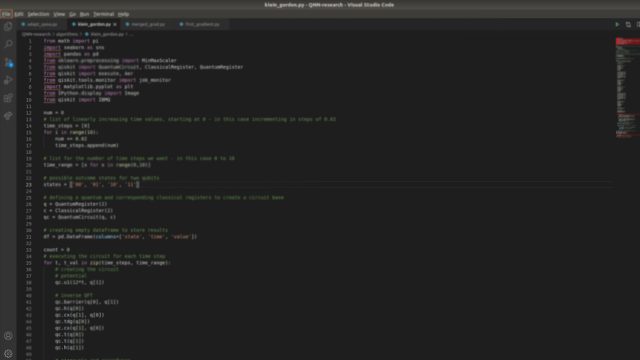 klein_gordon.py - QNN-research - Visual Studio Code
File Edit Selection View Go Run Terminal Help
adapt_qnns.py klein_gordon.py merged_grad.py first_gradient.py
QNN-research > algorithms > klein_gordon.py > ...
from math import pi
import seaborn as sns
import pandas as pd
from sklearn.preprocessing import MinMaxScaler
from qiskit import QuantumCircuit, ClassicalRegister, QuantumRegister
from qiskit import execute, Aer
from qiskit.tools.monitor import job_monitor
import matplotlib.pyplot as plt
from IPython.display import Image
from qiskit import IBMQ
num = 0
# list of linearly increasing time values, starting at 0 - in this case incrementing in steps of 0.02
time_steps = [0]
for i in range(10):
num += 0.02
time_steps.append(num)
# list for the number of time steps we want - in this case 0 to 10
time_range = [x for x in range(0,10)]
# possible outcome states for two qubits
states = ['00', '01', '10', '11']
# defining a quantum and corresponding classical registers to create a circuit base
q = QuantumRegister(2)
c = ClassicalRegister(2)
qc = QuantumCircuit(q, c)
# creating empty dataframe to store results
df = pd.DataFrame(columns=['state', 'time', 'value'])
count = 0
# executing the circuit for each time step
for t, t_val in zip(time_steps, time_range):
# creating the circuit
# potential
qc.u1(12*t, q[1])
# inverse QFT
qc.barrier(q[0], q[1])
qc.h(q[0])
qc.cx(q[1], q[0])
qc.tdg(q[0])
qc.cx(q[1], q[0])
qc.t(q[0])
qc.t(q[1])
qc.h(q[1])